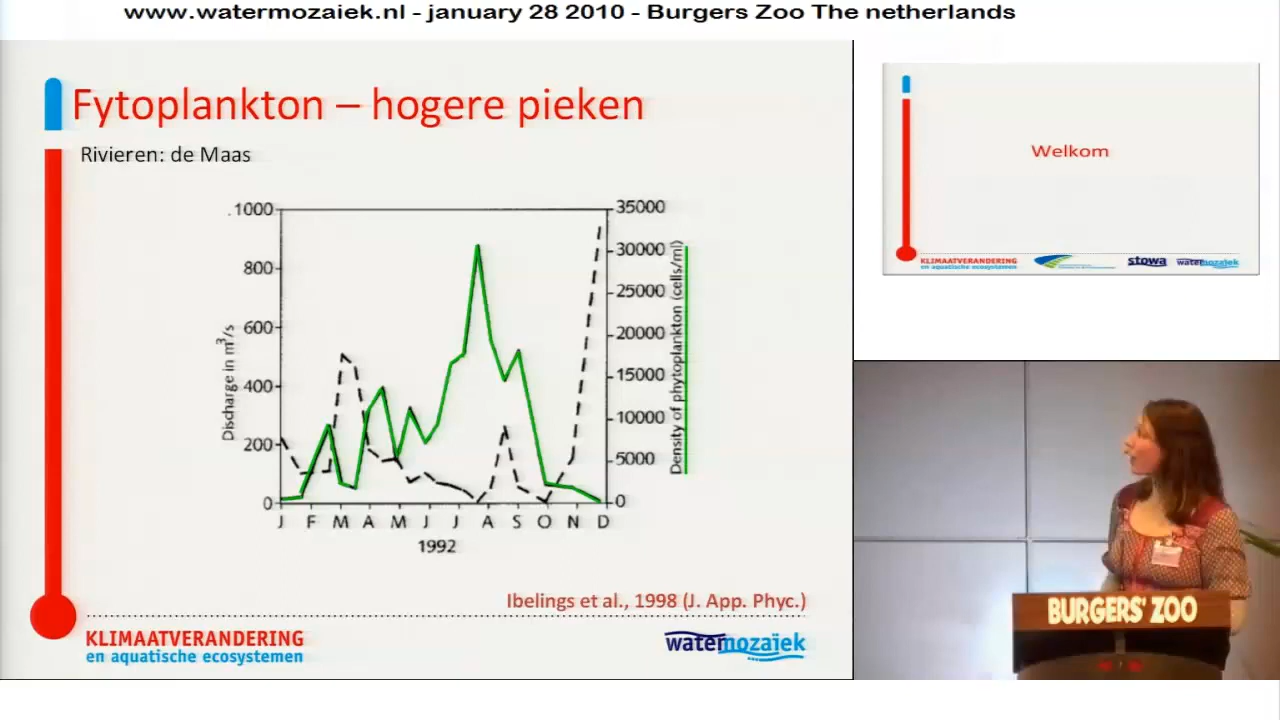 www.watermozaiek.nl - january 28 2010 - Burgers Zoo The netherlands
Fytoplankton – hogere pieken
Rivieren: de Maas
Discharge in m³/s
.1000
800
600
400
200
0
35000
30000
25000
20000
15000
10000
5000
0
Density of phytoplankton (cells/ml)
J F M A M J J A S O N D
1992
Ibelings et al., 1998 (J. App. Phyc.)
KLIMAATVERANDERING
en aquatische ecosystemen
watermozaïek
Welkom
KLIMAATVERANDERING
en aquatische ecosystemen
stowa
watermozaïek
BURGERS' ZOO